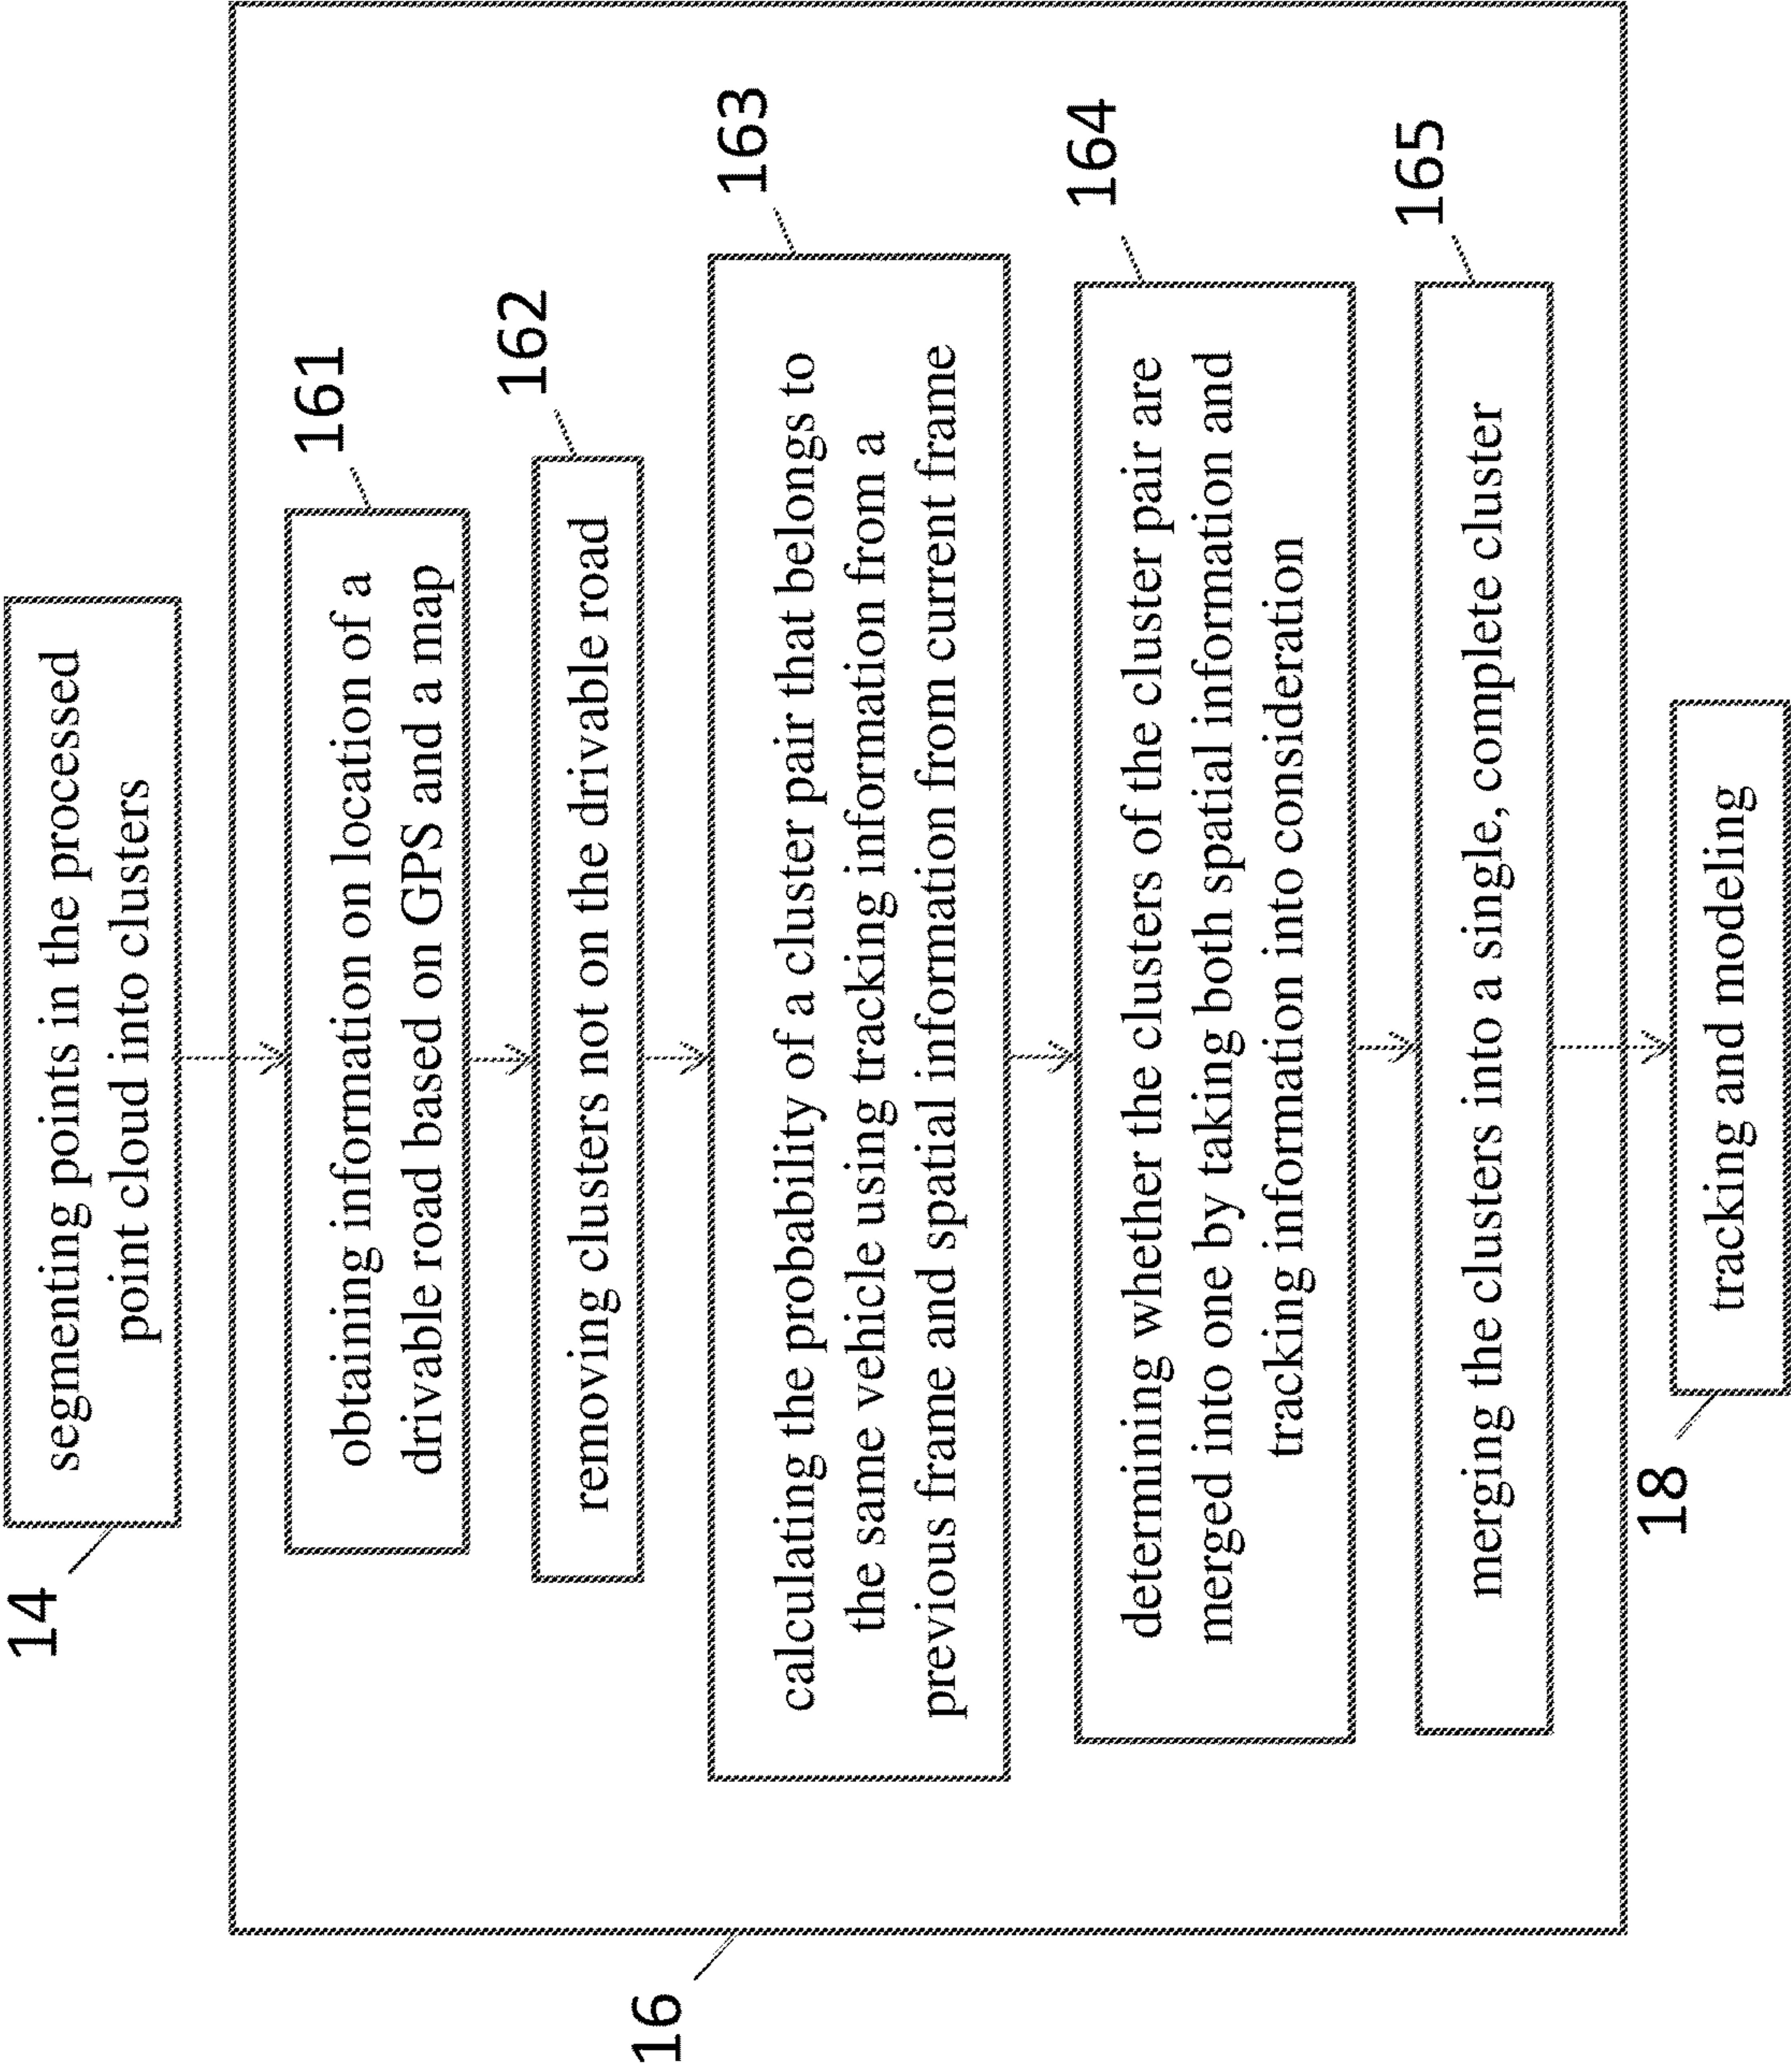 14
segmenting points in the processed
point cloud into clusters
16
161
obtaining information on location of a
drivable road based on GPS and a map
162
removing clusters not on the drivable road
163
calculating the probability of a cluster pair that belongs to
the same vehicle using tracking information from a
previous frame and spatial information from current frame
164
determining whether the clusters of the cluster pair are
merged into one by taking both spatial information and
tracking information into consideration
165
merging the clusters into a single, complete cluster
18
tracking and modeling